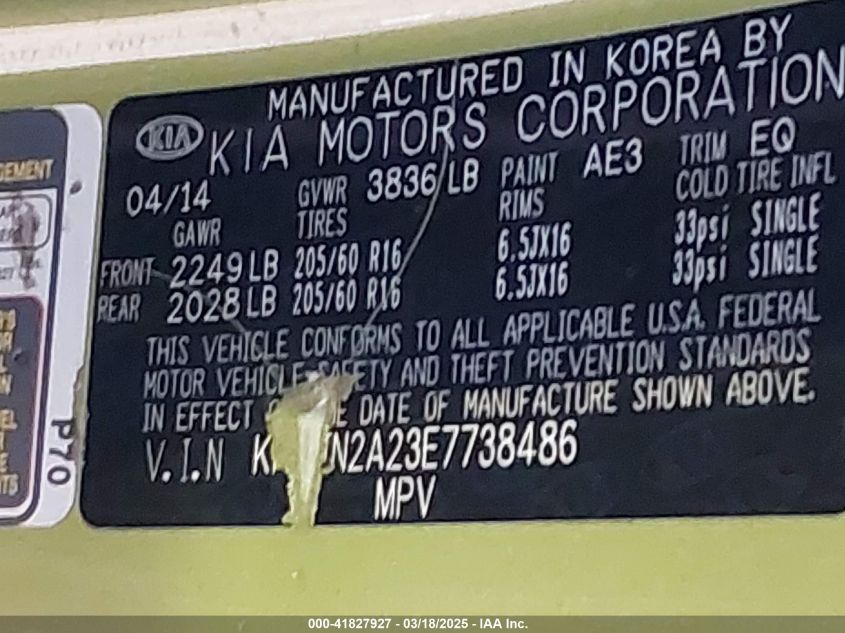 MANUFACTURED IN KOREA BY
KIA KIA MOTORS CORPORATION
04/14 GVWR 3836 LB PAINT AE3 TRIM EQ
GAWR TIRES RIMS COLD TIRE INFL
FRONT 2249 LB 205/60 R16 6.5JX16 33psi SINGLE
REAR 2028 LB 205/60 R16 6.5JX16 33psi SINGLE
THIS VEHICLE CONFORMS TO ALL APPLICABLE U.S.A. FEDERAL
MOTOR VEHICLE SAFETY AND THEFT PREVENTION STANDARDS
IN EFFECT DATE OF MANUFACTURE SHOWN ABOVE.
V.I.N N2A23E7738486
MPV
P70
000-41827927 - 03/18/2025 - IAA Inc.